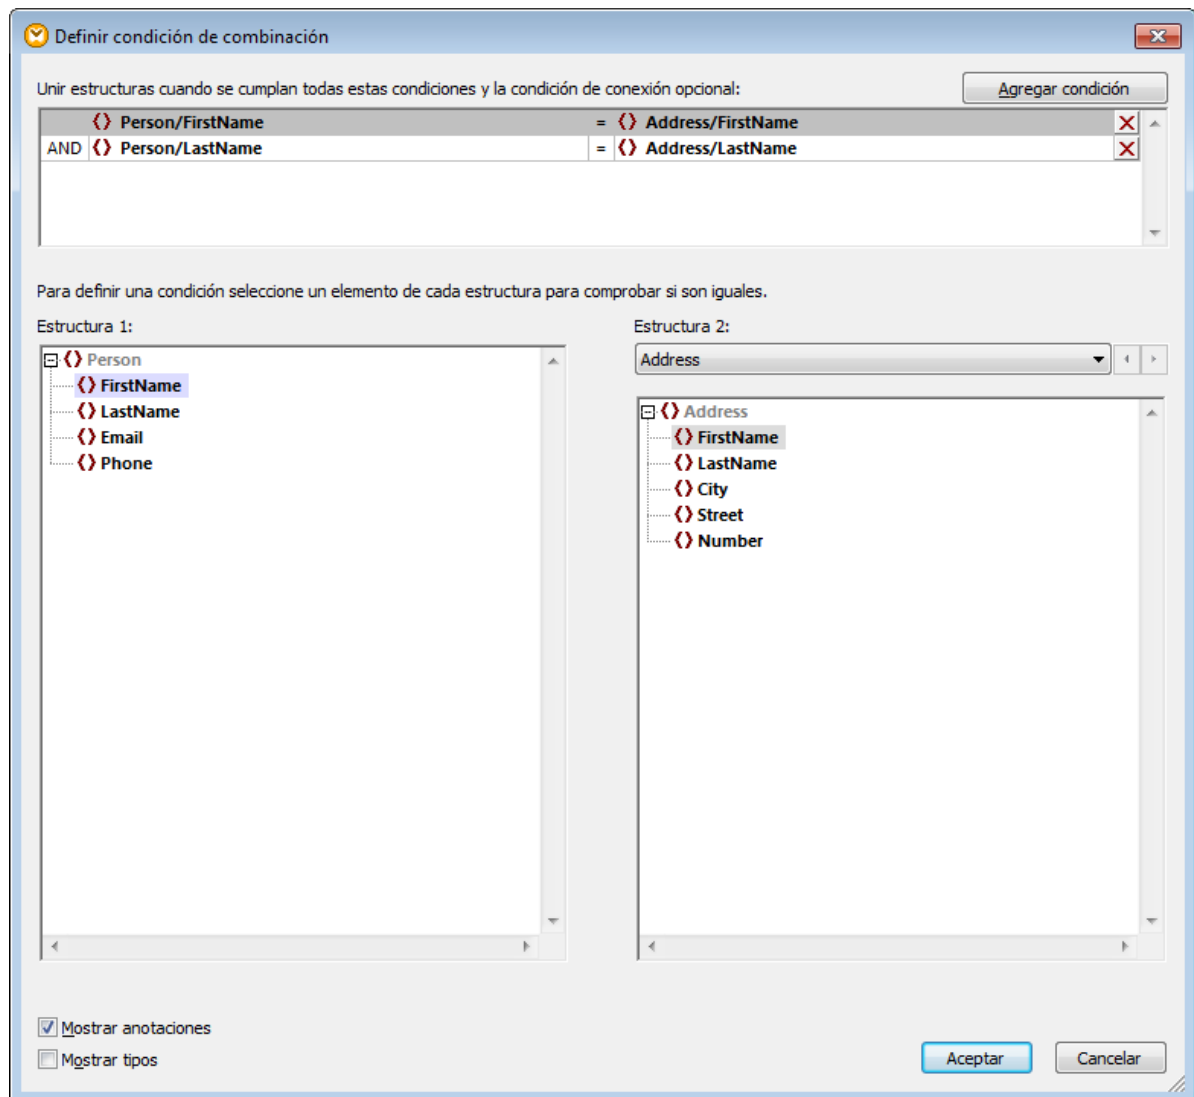 Definir condición de combinación
Unir estructuras cuando se cumplan todas estas condiciones y la condición de conexión opcional:
Agregar condición
Person/FirstName = Address/FirstName
AND Person/LastName = Address/LastName
Para definir una condición seleccione un elemento de cada estructura para comprobar si son iguales.
Estructura 1:
Person
FirstName
LastName
Email
Phone
Estructura 2:
Address
Address
FirstName
LastName
City
Street
Number
Mostrar anotaciones
Mostrar tipos
Aceptar
Cancelar